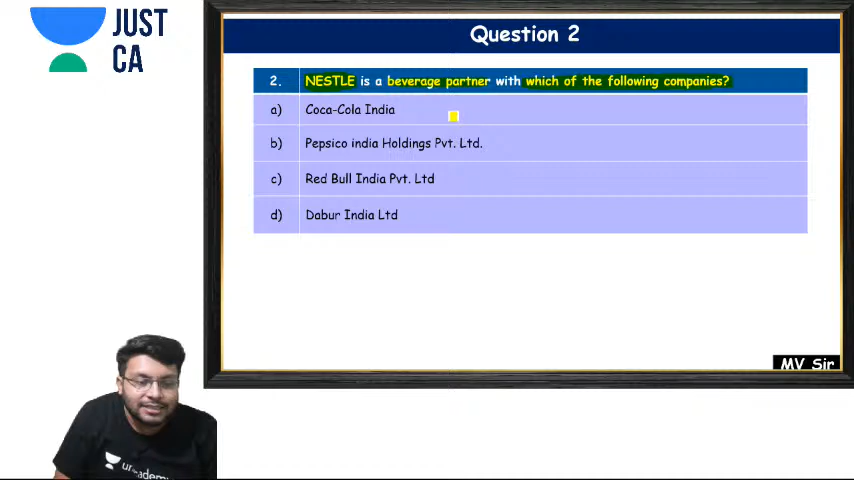 JUST
CA
Question 2
2. NESTLE is a beverage partner with which of the following companies?
a) Coca-Cola India
b) Pepsico india Holdings Pvt. Ltd.
c) Red Bull India Pvt. Ltd
d) Dabur India Ltd
MV Sir